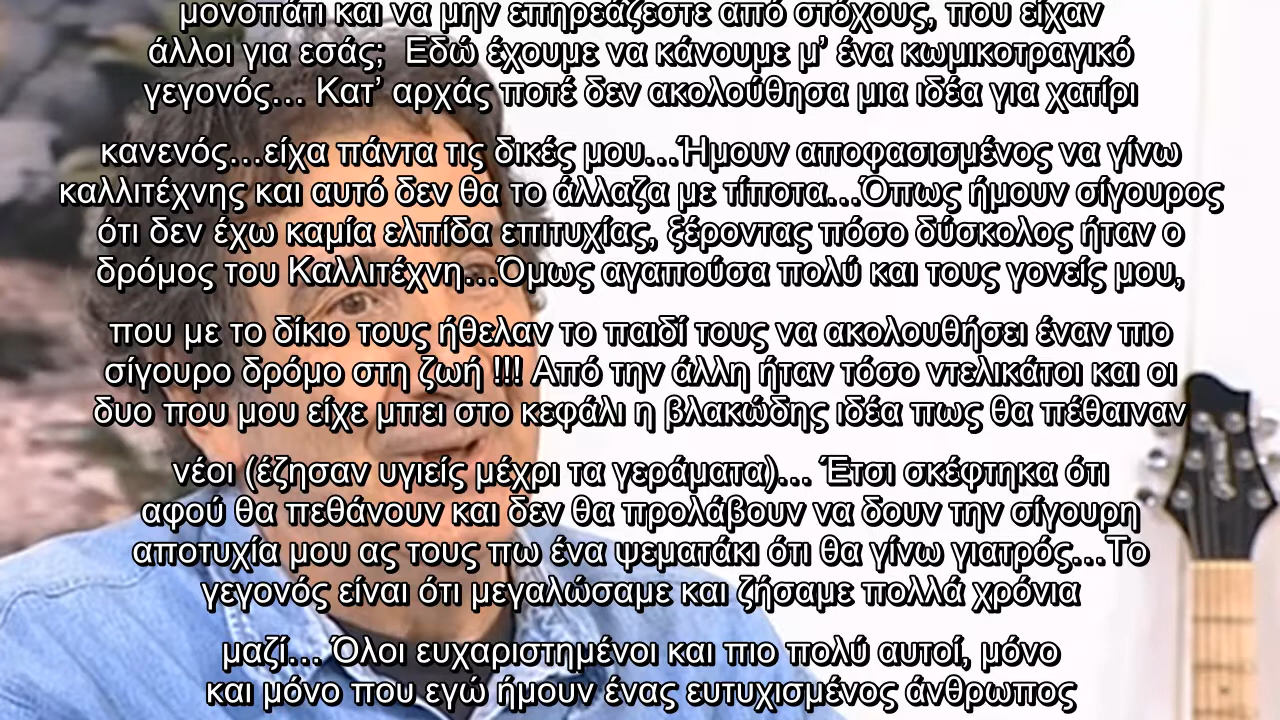 μονοπάτι και να μην επηρεάζεστε από στόχους, που είχαν
άλλοι για εσάς;  Εδώ έχουμε να κάνουμε μ’ ένα κωμικοτραγικό
γεγονός… Κατ’ αρχάς ποτέ δεν ακολούθησα μια ιδέα για χατίρι
κανενός…είχα πάντα τις δικές μου…Ήμουν αποφασισμένος να γίνω
καλλιτέχνης και αυτό δεν θα το άλλαζα με τίποτα…Όπως ήμουν σίγουρος
ότι δεν έχω καμία ελπίδα επιτυχίας, ξέροντας πόσο δύσκολος ήταν ο
δρόμος του Καλλιτέχνη…Όμως αγαπούσα πολύ και τους γονείς μου,
που με το δίκιο τους ήθελαν το παιδί τους να ακολουθήσει έναν πιο
σίγουρο δρόμο στη ζωή !!! Από την άλλη ήταν τόσο ντελικάτοι και οι
δυο που μου είχε μπει στο κεφάλι η βλακώδης ιδέα πως θα πέθαιναν
νέοι (έζησαν υγιείς μέχρι τα γεράματα)… Έτσι σκέφτηκα ότι
αφού θα πεθάνουν και δεν θα προλάβουν να δουν την σίγουρη
αποτυχία μου ας τους πω ένα ψεματάκι ότι θα γίνω γιατρός…Το
γεγονός είναι ότι μεγαλώσαμε και ζήσαμε πολλά χρόνια
μαζί… Όλοι ευχαριστημένοι και πιο πολύ αυτοί, μόνο
και μόνο που εγώ ήμουν ένας ευτυχισμένος άνθρωπος